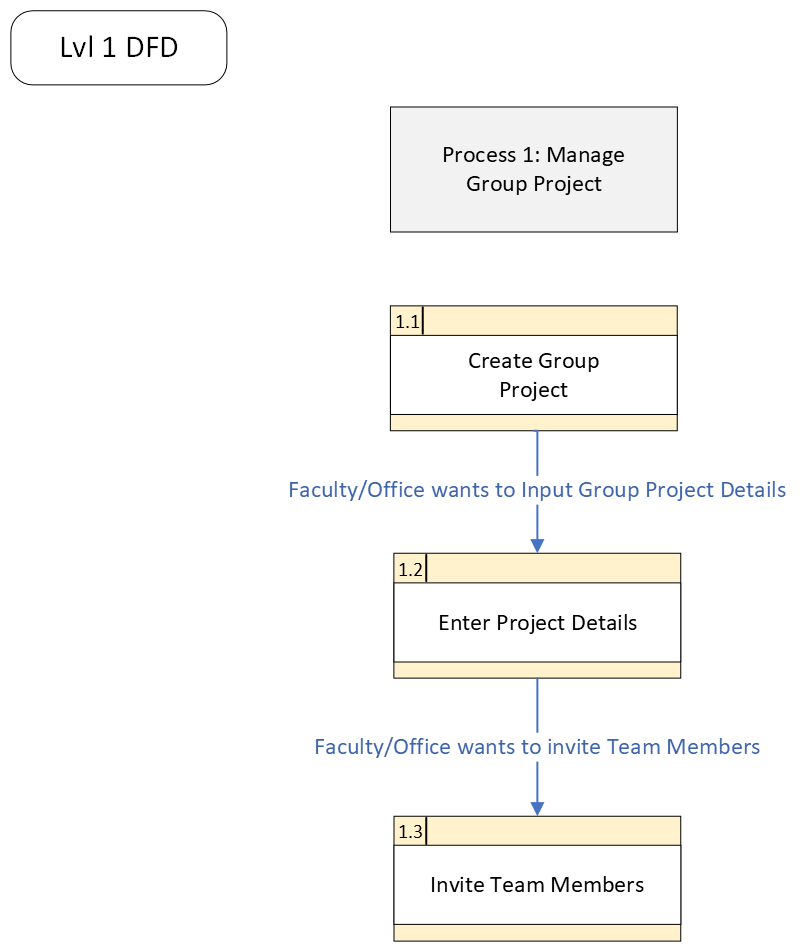 Lvl 1 DFD
Process 1: Manage
Group Project
1.1
Create Group
Project
Faculty/Office wants to Input Group Project Details
1.2
Enter Project Details
Faculty/Office wants to invite Team Members
1.3
Invite Team Members